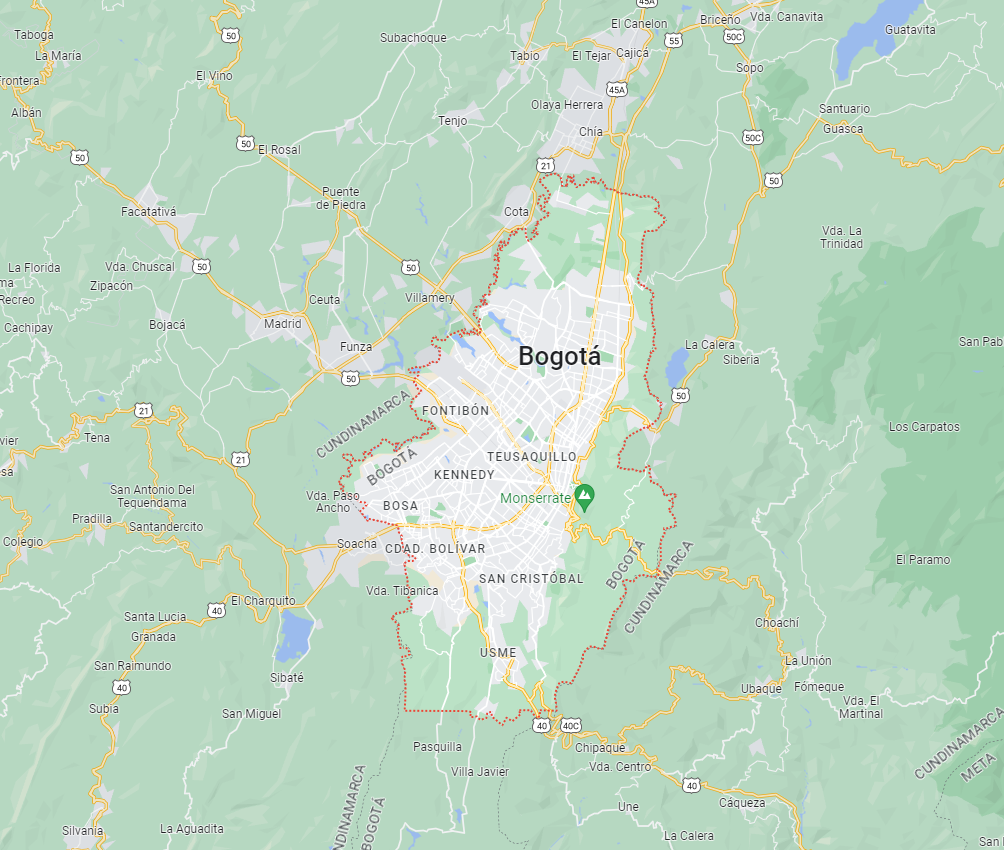 45A
El Canelon
Briceño
Vda. Canavita
Taboga
50
Subachoque
55
50C
Guatavita
La María
Tabio
El Tejar
Cajicá
Sopo
El Vino
Frontera
45A
Albán
Olaya Herrera
Santuario
Tenjo
Chía
Guasca
50C
50
50
El Rosal
21
50
Puente
de Piedra
Facatativá
Cota
Vda. La
Trinidad
La Florida
Vda. Chuscal
50
50
Zipacón
Recreo
Ceuta
Villamery
Cachipay
Bojacá
Madrid
Funza
Bogotá
La Calera
Siberia
San Pab
50
50
CUNDINAMARCA
21
FONTIBÓN
Los Carpatos
Tena
21
BOGOTÁ
TEUSAQUILLO
KENNEDY
San Antonio Del
Tequendama
Vda. Paso
Ancho
BOSA
Monserrate
Pradilla
Santandercito
Colegio
Soacha
CDAD. BOLÍVAR
BOGOTÁ
CUNDINAMARCA
El Paramo
SAN CRISTÓBAL
Vda. Tibanica
El Charquito
40
Santa Lucia
Granada
Choachí
USME
San Raimundo
La Unión
Sibaté
40
Ubaque
Fómeque
Subia
San Miguel
Vda. El
Martinal
40
40C
CUNDINAMARCA
META
Pasquilla
Chipaque
Vda. Centro
Villa Javier
40
Une
Cáqueza
NDINAMARCA
BOGOTÁ
Silvania
La Aguadita
La Calera
San